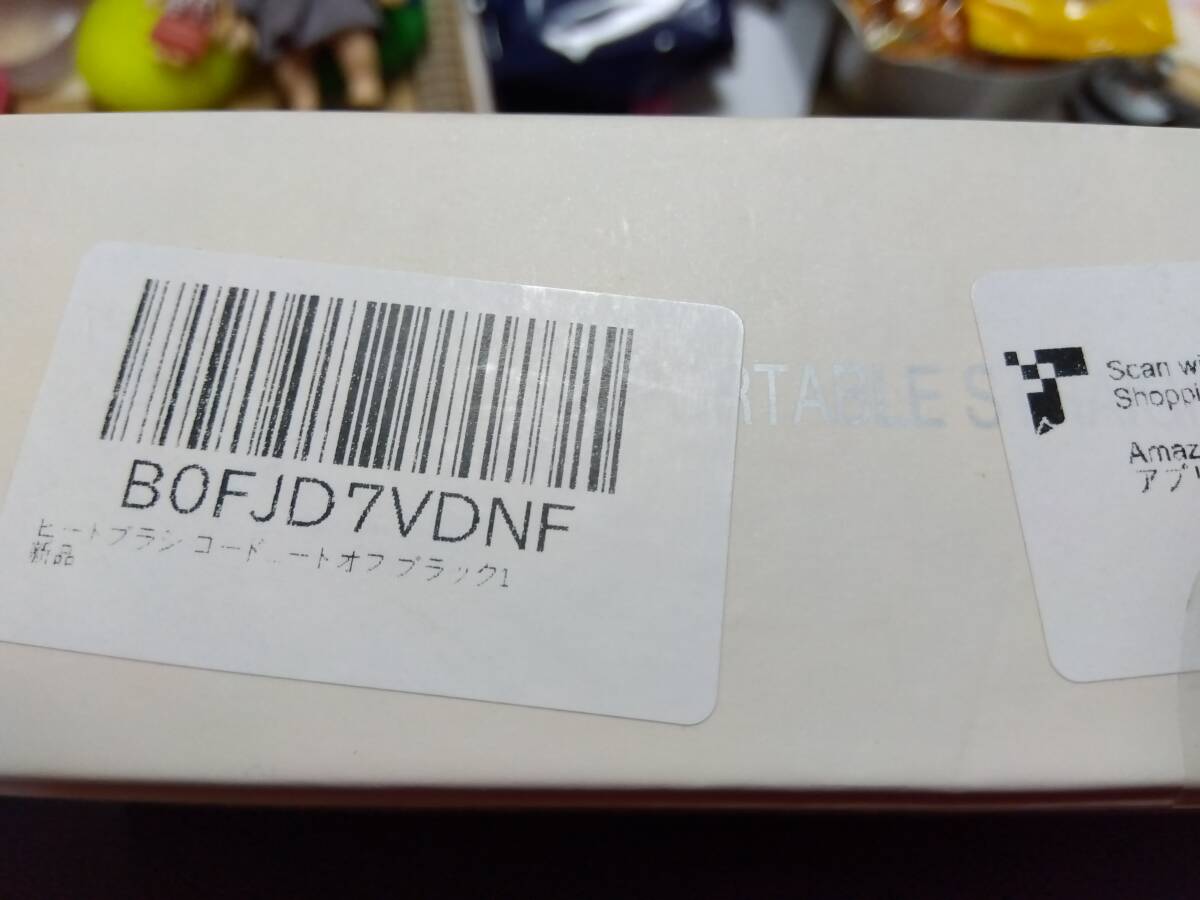 B0FJD7VDNF
ヒートブラシ コード...ートオフ ブラック1
新品
RTABLE S
Scan wi
Shoppi
Amaz
アプリ